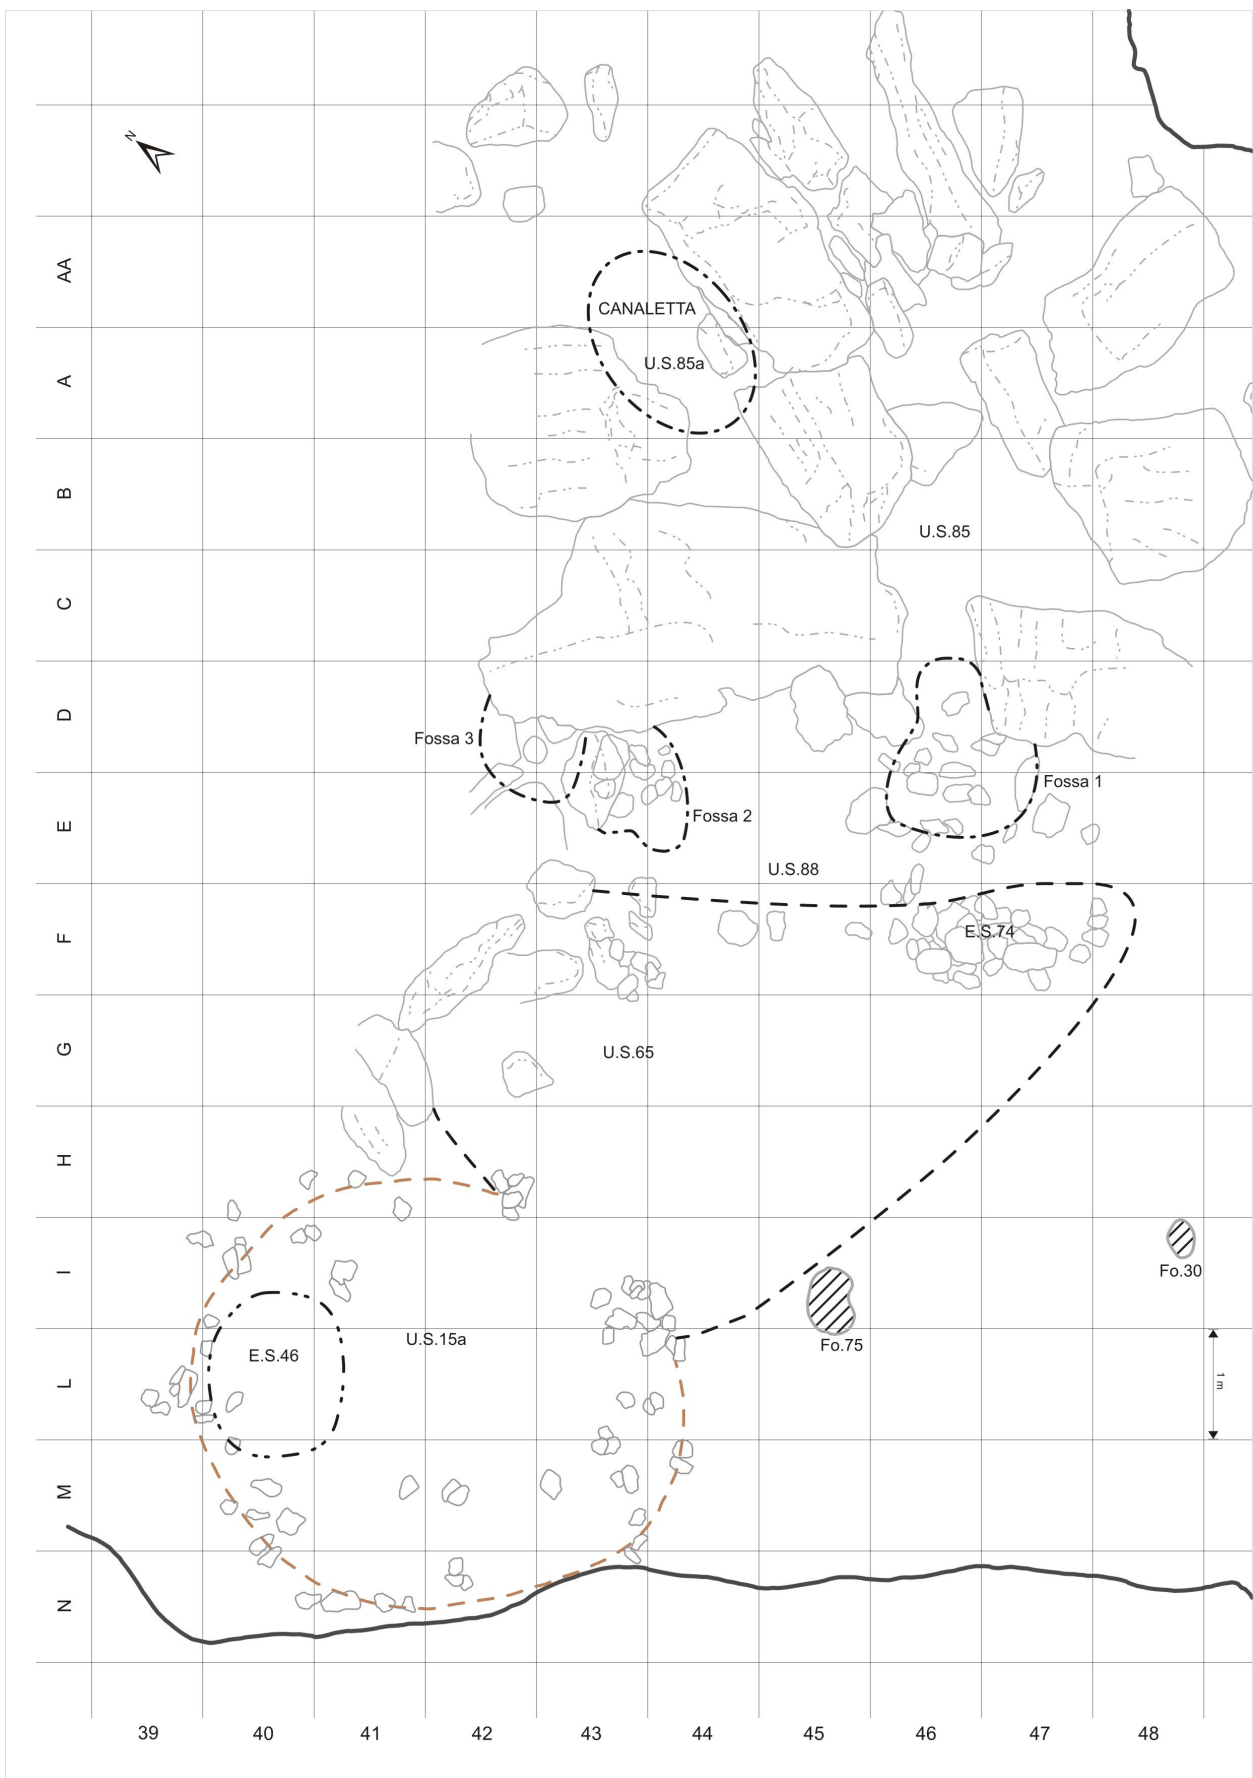 N
AA
CANALETTA
U.S.85a
A
B
U.S.85
C
D
Fossa 3
Fossa 1
Fossa 2
E
U.S.88
F
E.S.74
G
U.S.65
H
I
Fo.30
U.S.15a
Fo.75
E.S.46
L
1 m
M
N
39 40 41 42 43 44 45 46 47 48